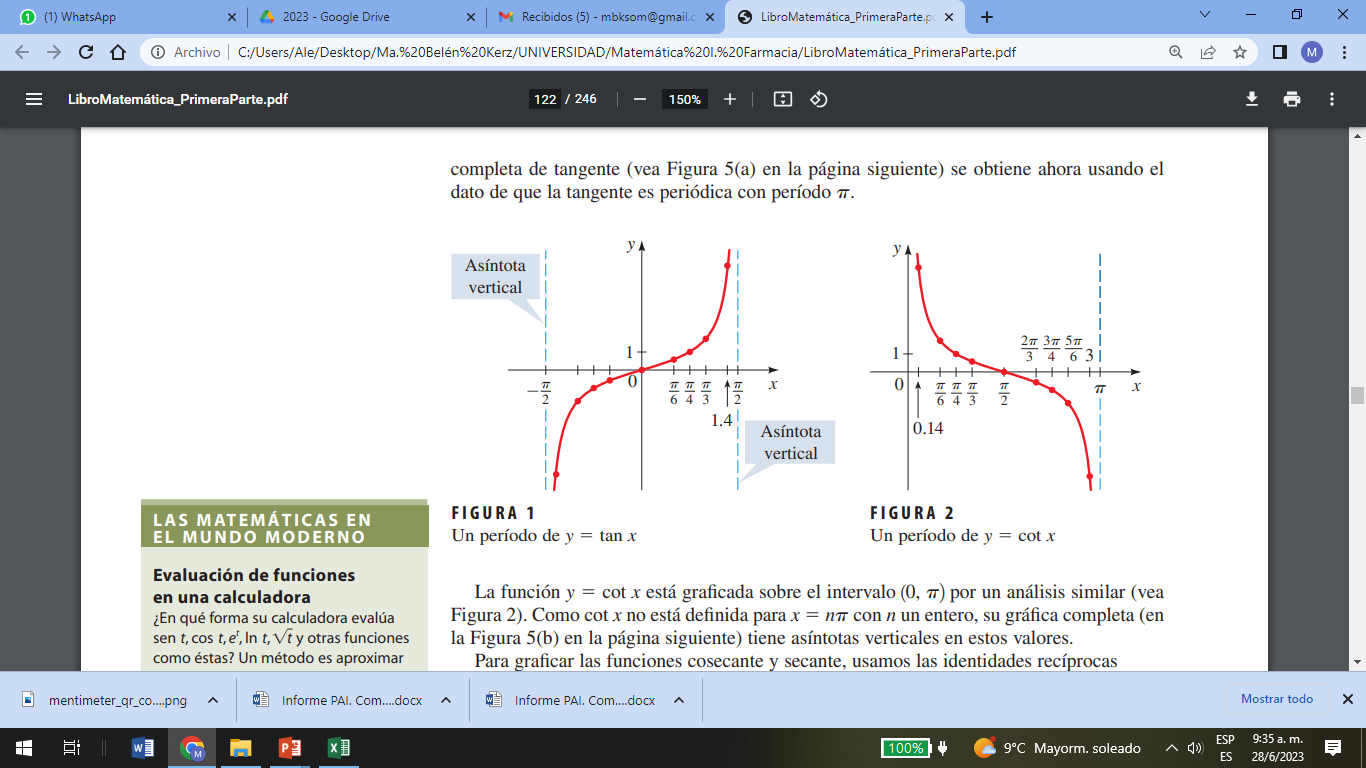 (1) WhatsApp
2023 - Google Drive
Recibidos (5) - mbksom@gmail.c
LibroMatemática_PrimeraParte.pd
Archivo | C:/Users/Ale/Desktop/Ma.%20Belén%20Kerz/UNIVERSIDAD/Matemática%20I.%20Farmacia/LibroMatemática_PrimeraParte.pdf
M
LibroMatemática_PrimeraParte.pdf
122 / 246
150%
completa de tangente (vea Figura 5(a) en la página siguiente) se obtiene ahora usando el
dato de que la tangente es periódica con período π.
Asíntota
vertical
y
1
0
-π/2
π/6 π/4 π/3
1.4
π/2
x
Asíntota
vertical
y
1
0
0.14
π/6 π/4 π/3
π/2
2π/3 3π/4 5π/6 3
π
x
FIGURA 1
Un período de y = tan x
FIGURA 2
Un período de y = cot x
LAS MATEMÁTICAS EN
EL MUNDO MODERNO
Evaluación de funciones
en una calculadora
¿En qué forma su calculadora evalúa
sen t, cos t, eᵗ, ln t, √t y otras funciones
como éstas? Un método es aproximar
La función y = cot x está graficada sobre el intervalo (0, π) por un análisis similar (vea
Figura 2). Como cot x no está definida para x = nπ con n un entero, su gráfica completa (en
la Figura 5(b) en la página siguiente) tiene asíntotas verticales en estos valores.
Para graficar las funciones cosecante y secante, usamos las identidades recíprocas
mentimeter_qr_co....png
Informe PAI. Com....docx
Informe PAI. Com....docx
Mostrar todo
100%
9°C Mayorm. soleado
ESP
ES
9:35 a. m.
28/6/2023